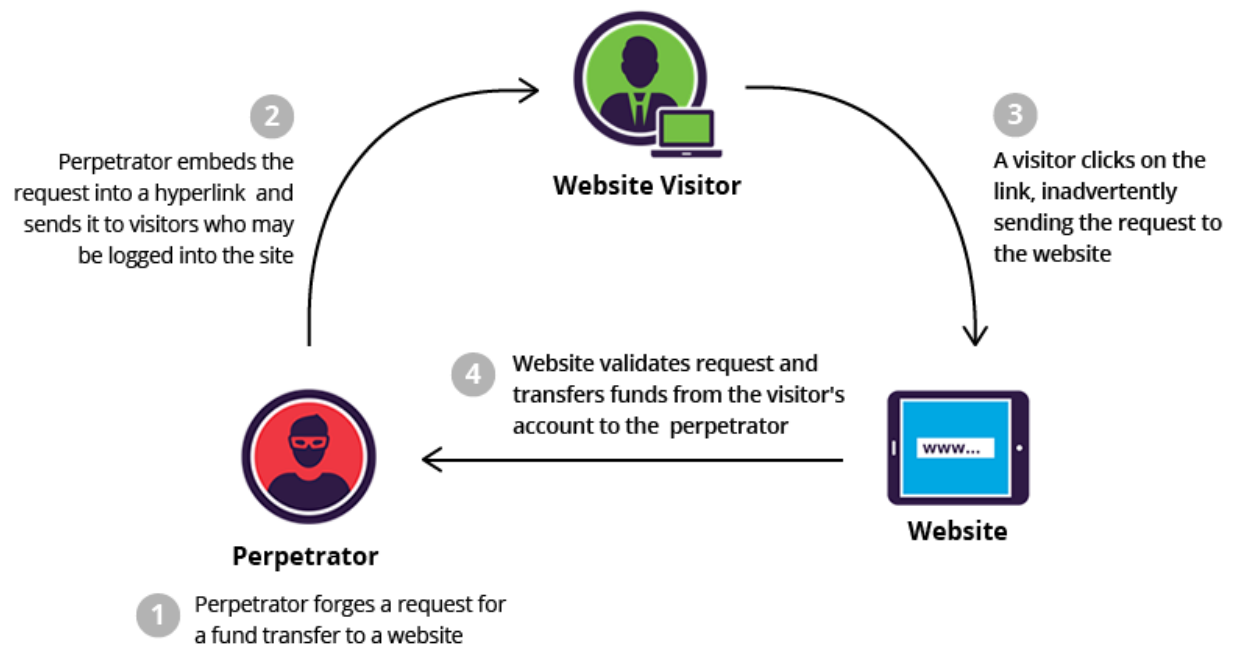 2
Perpetrator embeds the
request into a hyperlink and
sends it to visitors who may
be logged into the site
Website Visitor
3
A visitor clicks on the
link, inadvertently
sending the request to
the website
4
Website validates request and
transfers funds from the visitor's
account to the perpetrator
www...
Website
Perpetrator
1
Perpetrator forges a request for
a fund transfer to a website